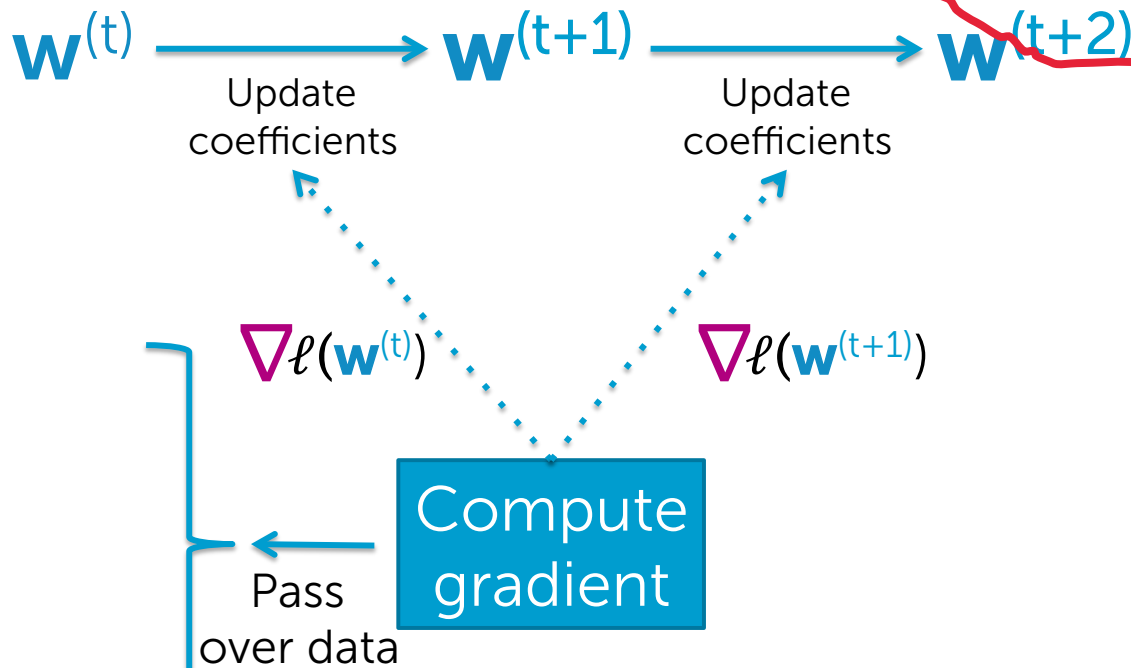 w(t) w(t+1) w(t+2)
Update Update
coefficients coefficients
∇ℓ(w(t)) ∇ℓ(w(t+1))
Compute
gradient
Pass
over data